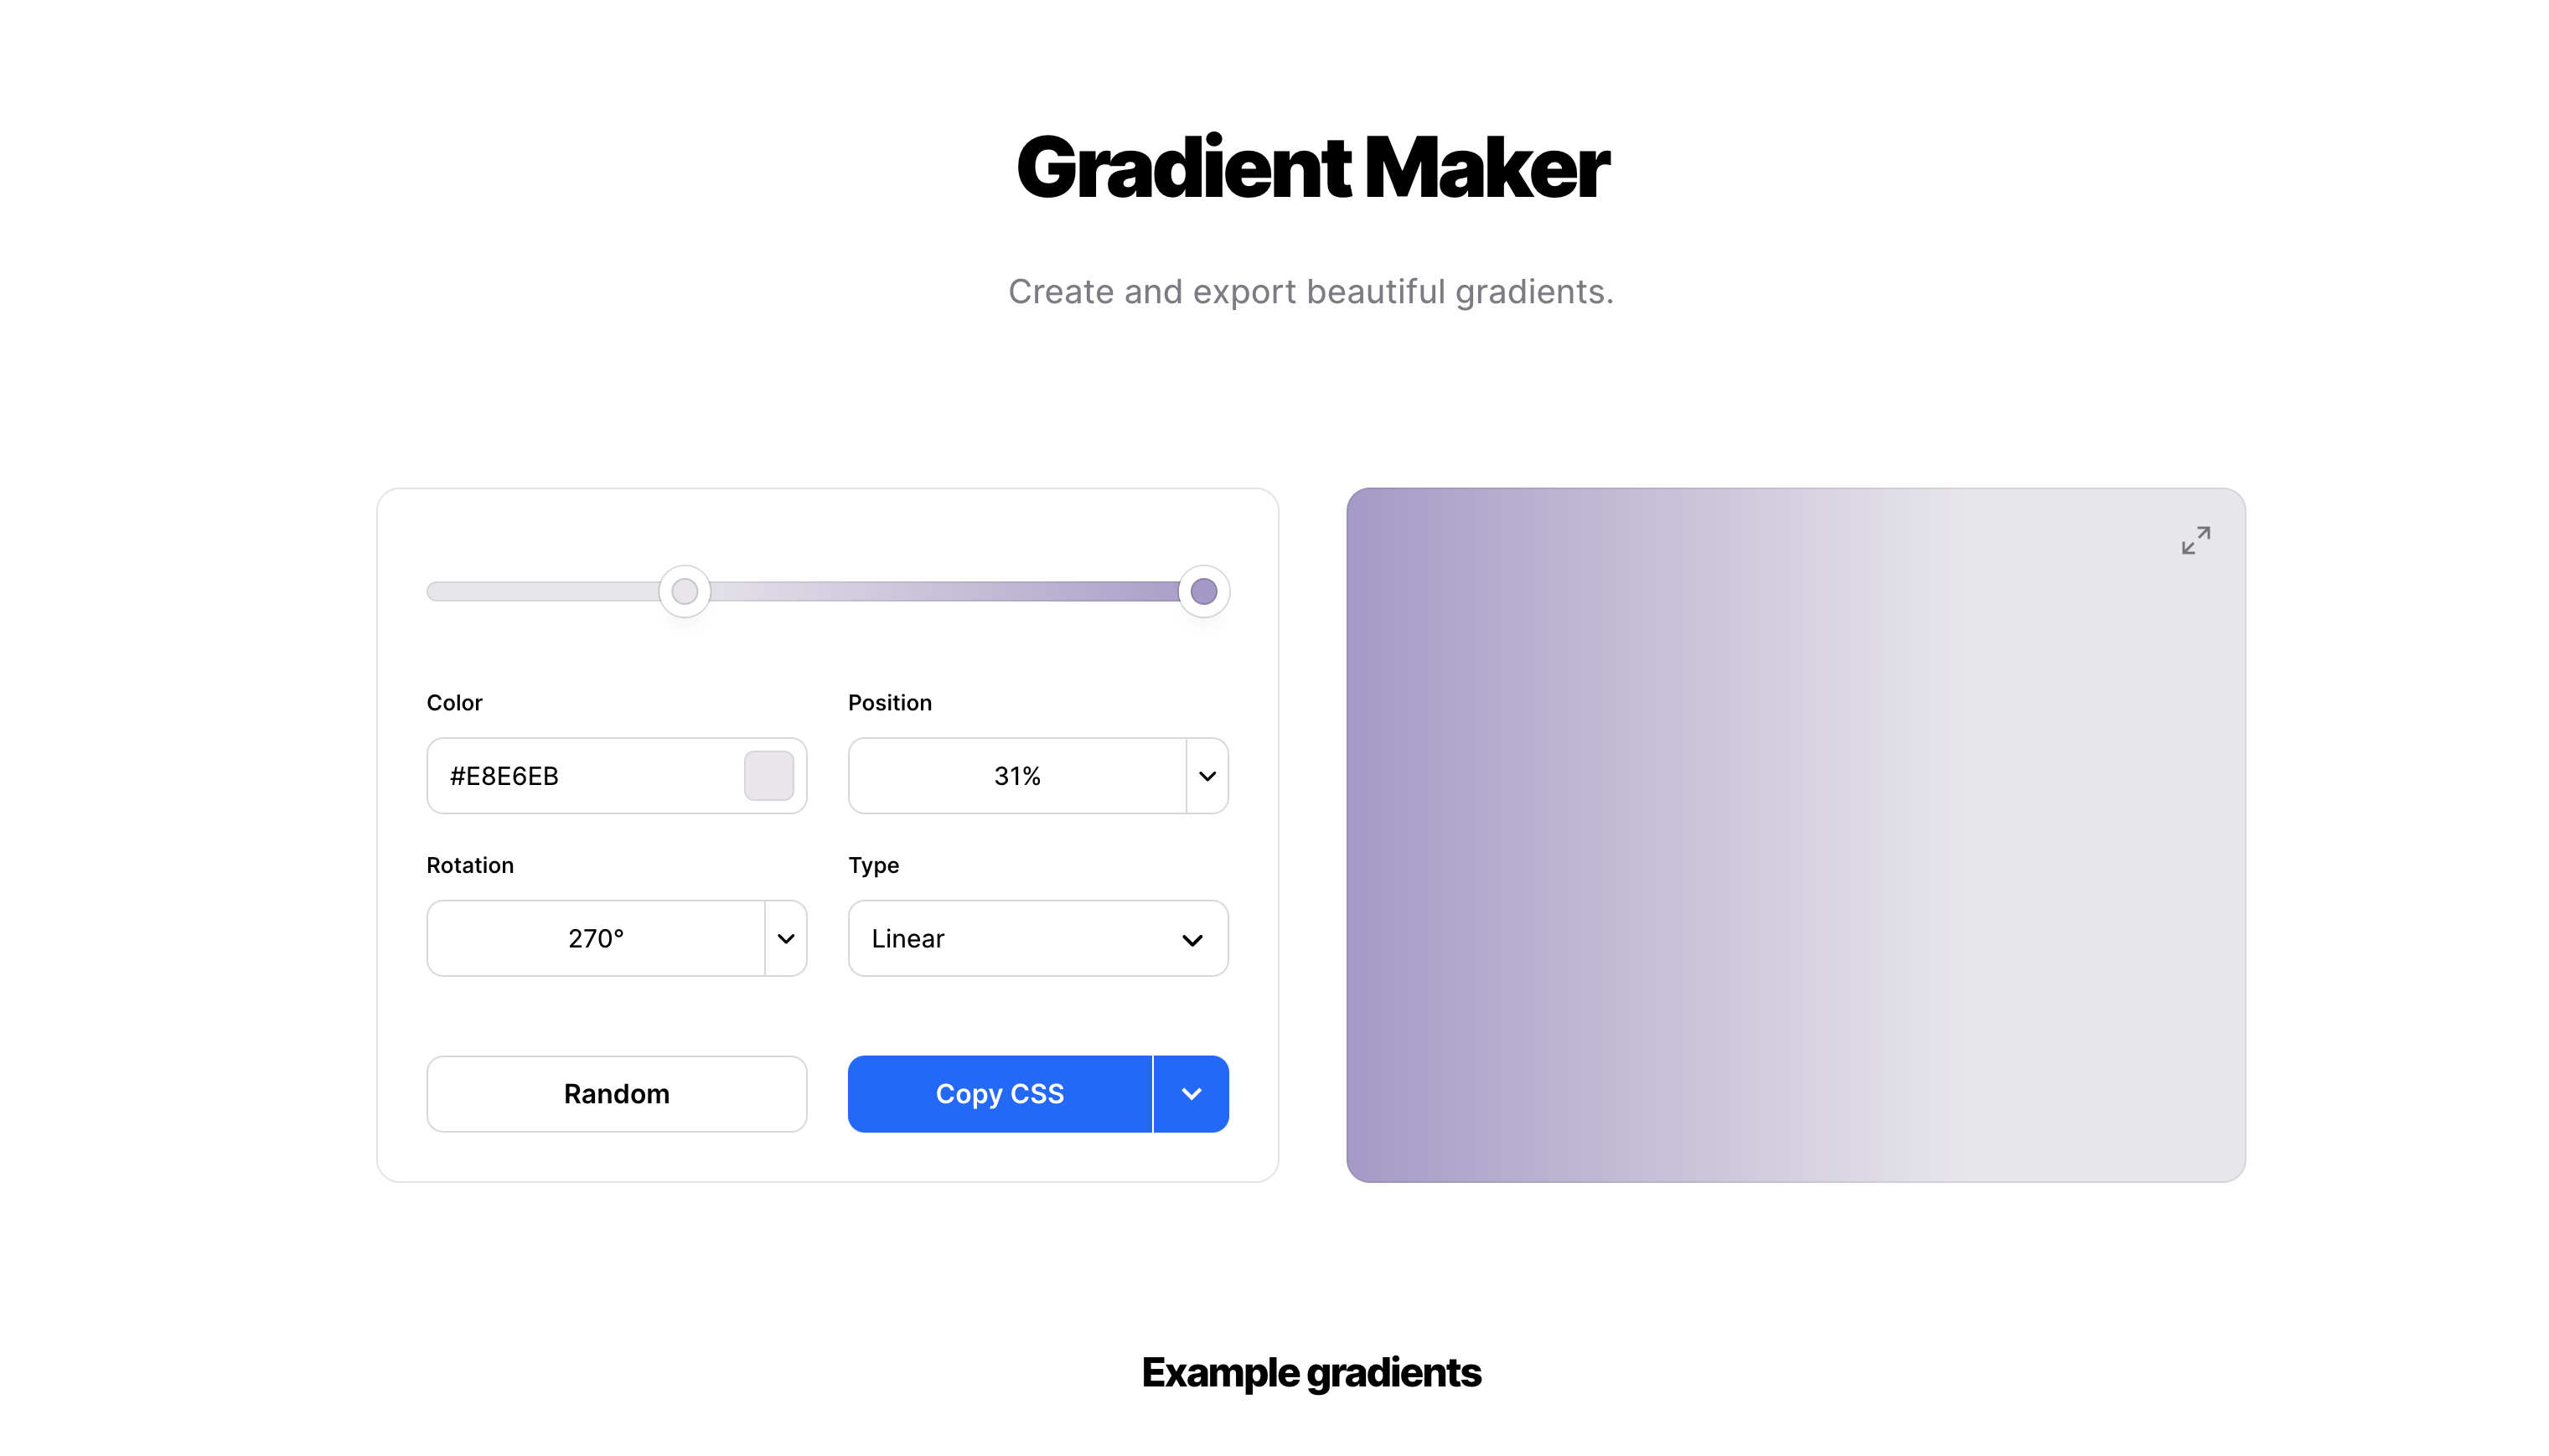 Gradient Maker
Create and export beautiful gradients.
Color
Position
#E8E6EB
31%
Rotation
Type
270°
Linear
Random
Copy CSS
Example gradients